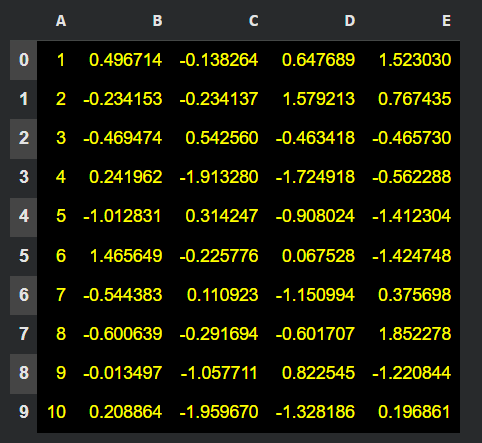 A B C D E
0 1 0.496714 -0.138264 0.647689 1.523030
1 2 -0.234153 -0.234137 1.579213 0.767435
2 3 -0.469474 0.542560 -0.463418 -0.465730
3 4 0.241962 -1.913280 -1.724918 -0.562288
4 5 -1.012831 0.314247 -0.908024 -1.412304
5 6 1.465649 -0.225776 0.067528 -1.424748
6 7 -0.544383 0.110923 -1.150994 0.375698
7 8 -0.600639 -0.291694 -0.601707 1.852278
8 9 -0.013497 -1.057711 0.822545 -1.220844
9 10 0.208864 -1.959670 -1.328186 0.196861